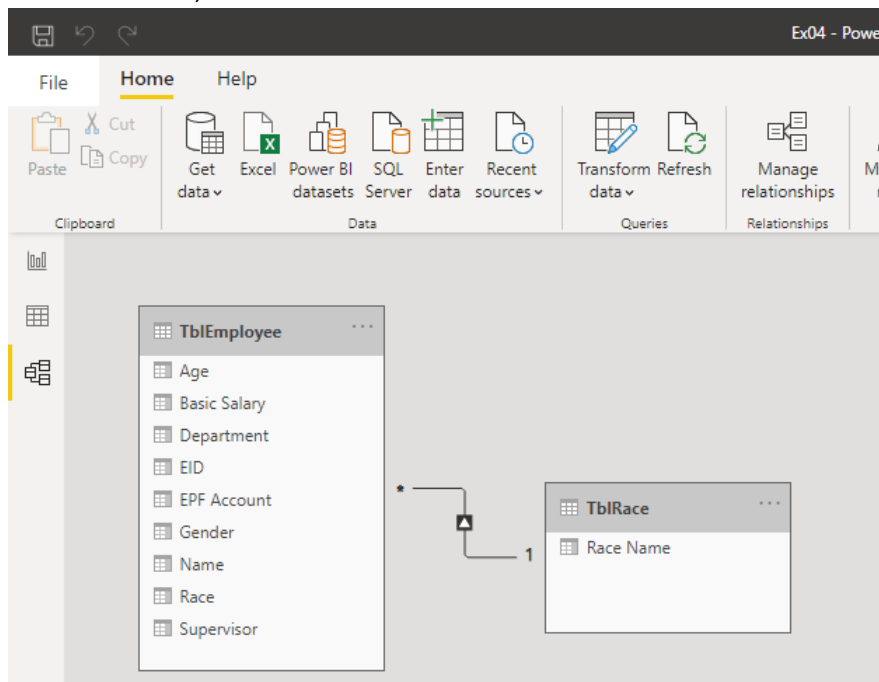 Ex04 - Powe
File Home Help
Paste
Cut
Copy
Get data
Excel
Power BI datasets
SQL Server
Enter data
Recent sources
Transform data
Refresh
Manage relationships
M
Clipboard
Data
Queries
Relationships
TblEmployee ...
Age
Basic Salary
Department
EID
EPF Account
Gender
Name
Race
Supervisor
*
1
TblRace ...
Race Name